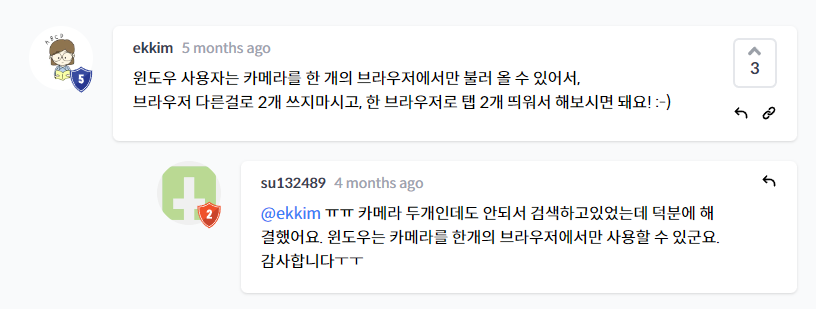 ABCD
ekkim 5 months ago
윈도우 사용자는 카메라를 한 개의 브라우저에서만 불러 올 수 있어서,
브라우저 다른걸로 2개 쓰지마시고, 한 브라우저로 탭 2개 띄워서 해보시면 돼요! :-)
3
5
su132489 4 months ago
@ekkim ㅠㅠ 카메라 두개인데도 안되서 검색하고있었는데 덕분에 해
결했어요. 윈도우는 카메라를 한개의 브라우저에서만 사용할 수 있군요.
감사합니다ㅜㅜ
2